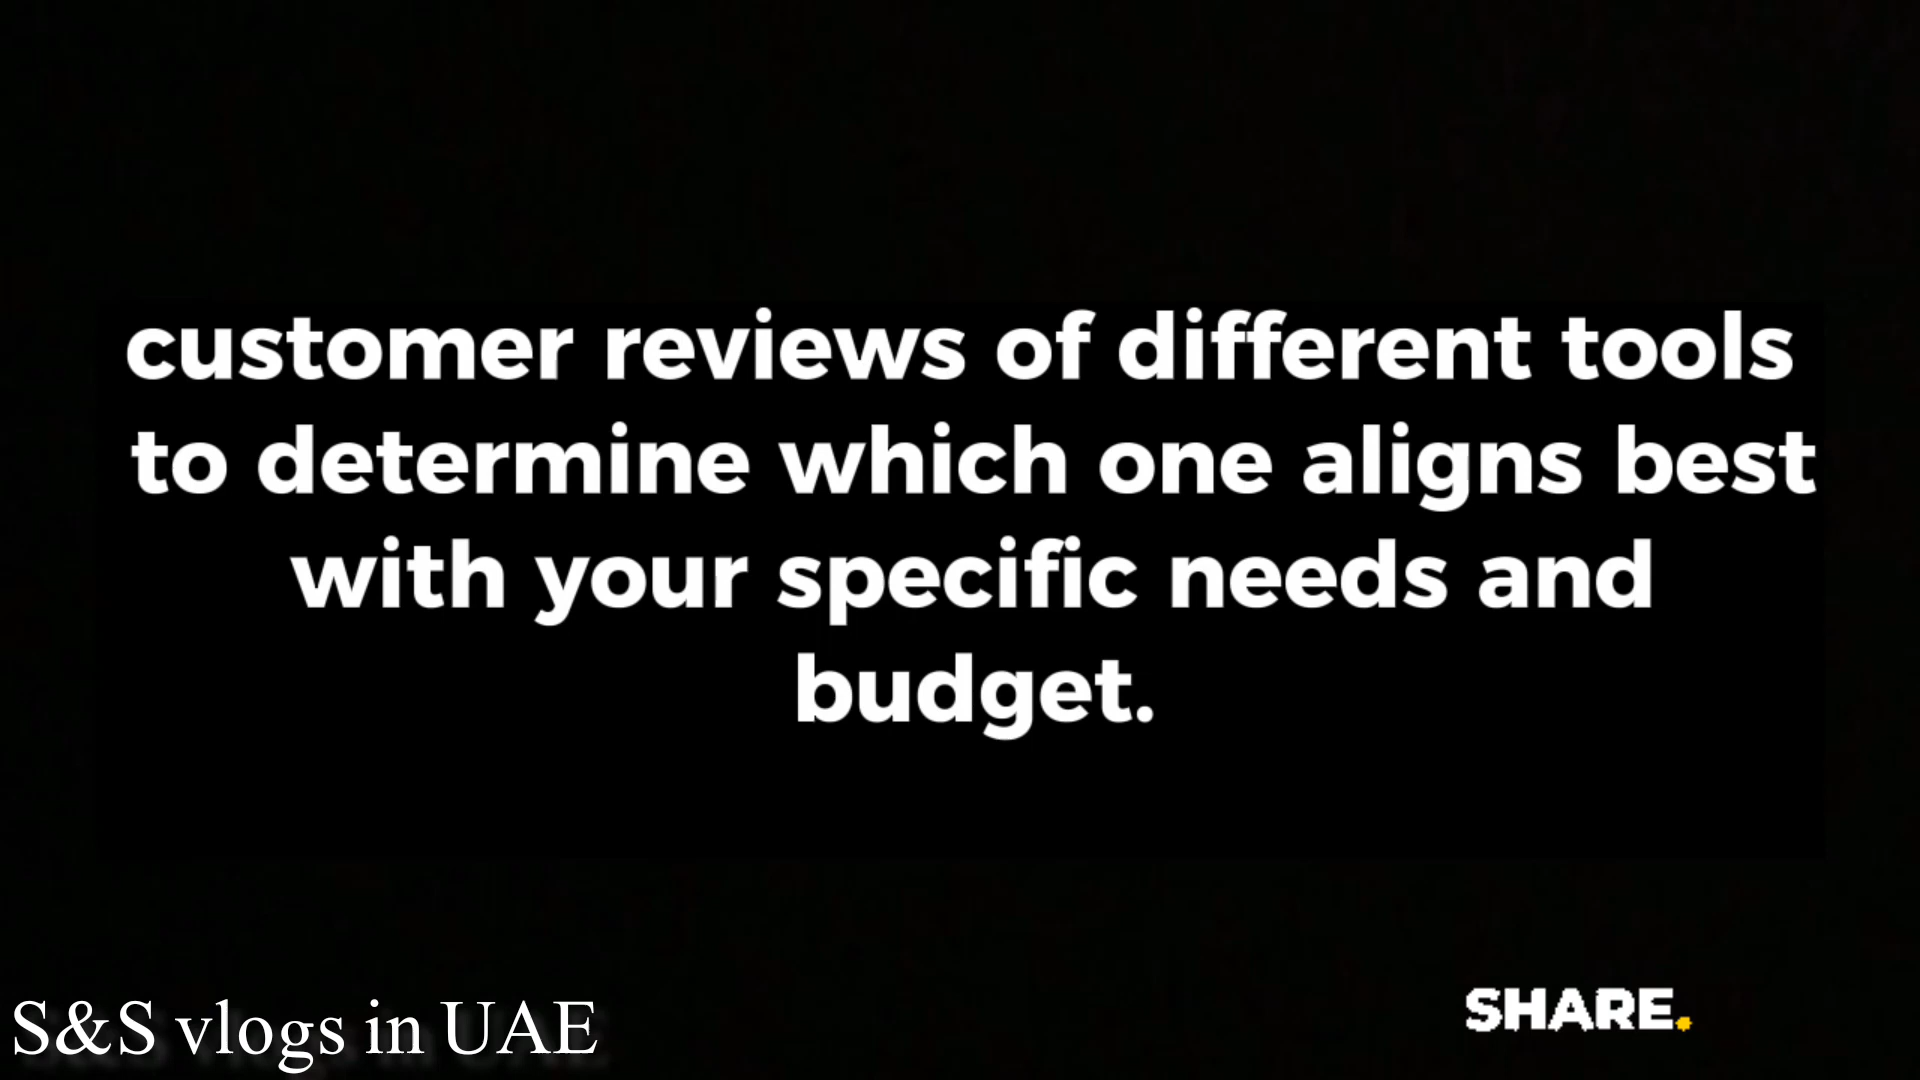 customer reviews of different tools
to determine which one aligns best
with your specific needs and
budget.
S&S vlogs in UAE
SHARE.